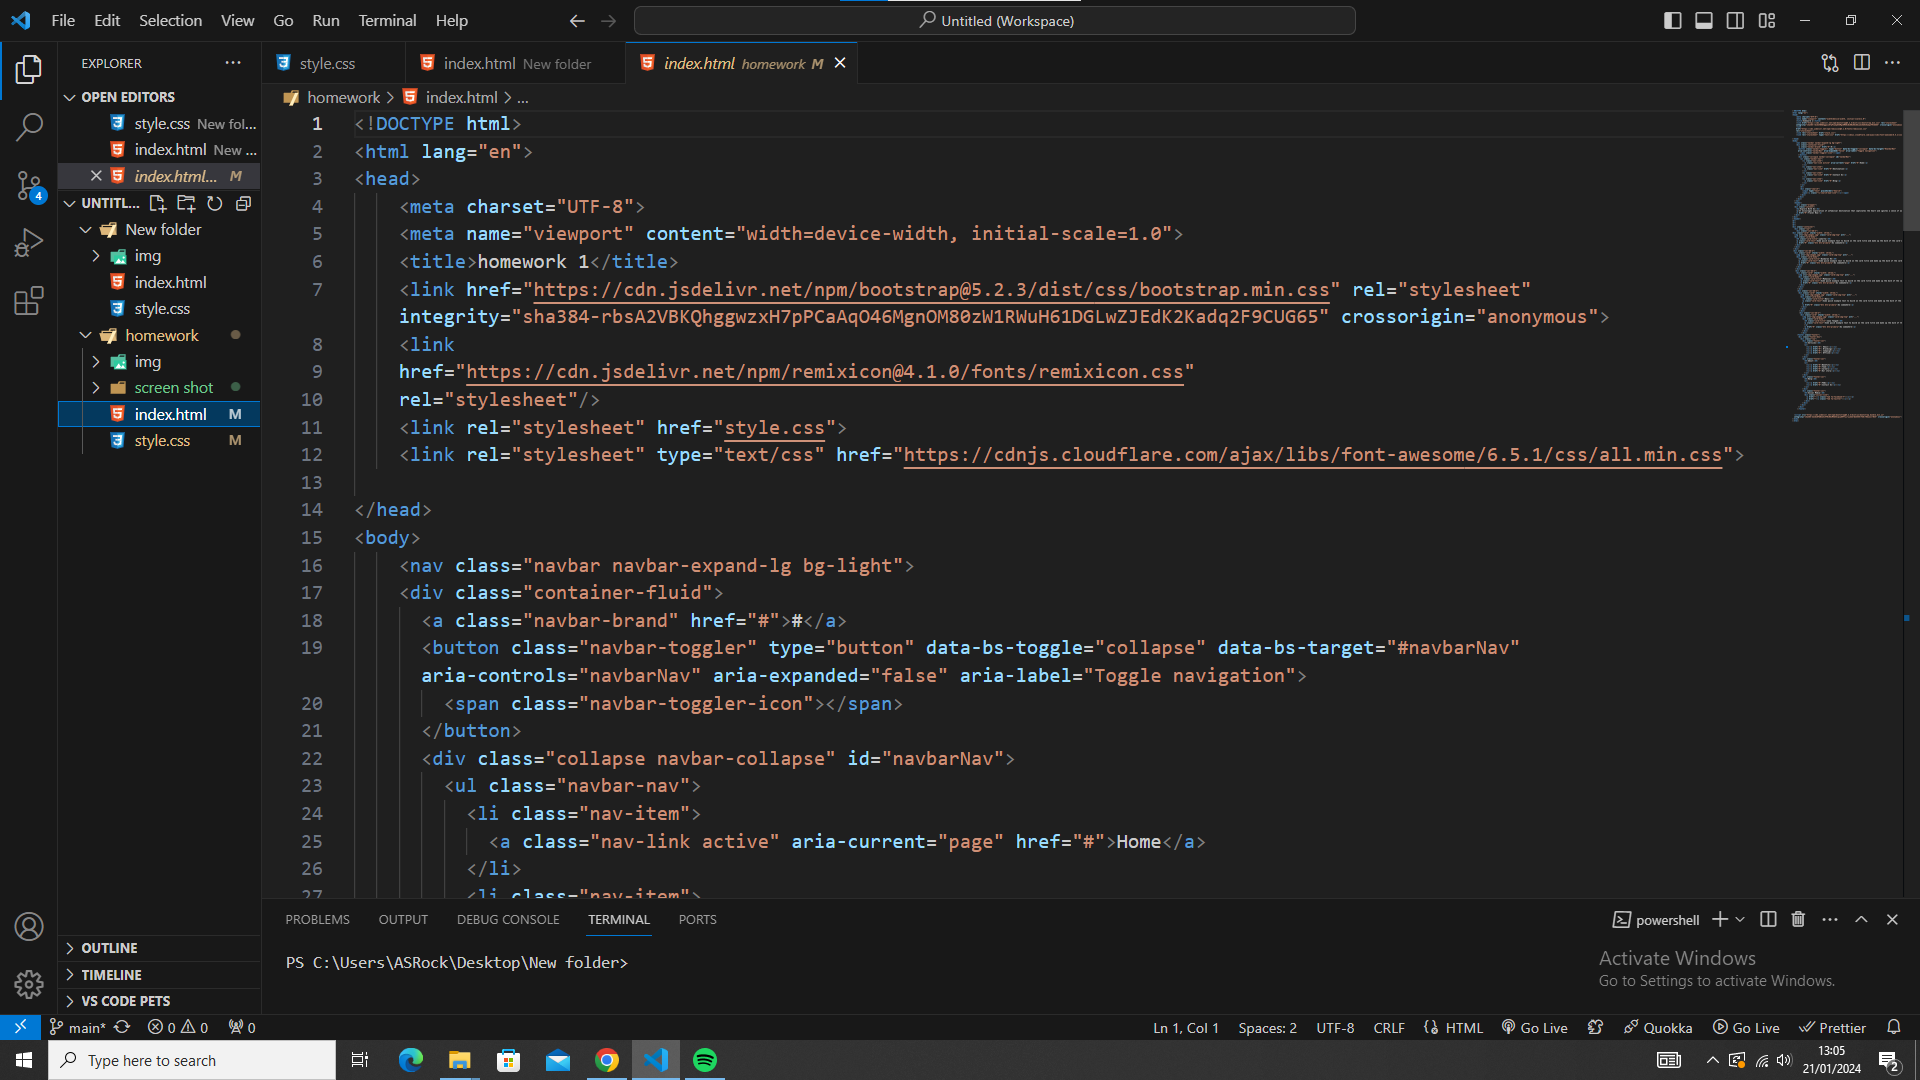 File Edit Selection View Go Run Terminal Help
Untitled (Workspace)
EXPLORER
OPEN EDITORS
style.css New fol...
index.html New ...
index.html... M
UNTITL...
New folder
img
index.html
style.css
homework
img
screen shot
index.html M
style.css M
OUTLINE
TIMELINE
VS CODE PETS
4
style.css
index.html New folder
index.html homework M
homework > index.html > ...
1 <!DOCTYPE html>
2 <html lang="en">
3 <head>
4 <meta charset="UTF-8">
5 <meta name="viewport" content="width=device-width, initial-scale=1.0">
6 <title>homework 1</title>
7 <link href="https://cdn.jsdelivr.net/npm/bootstrap@5.2.3/dist/css/bootstrap.min.css" rel="stylesheet"
integrity="sha384-rbsA2VBKQhggwzxH7pPCaAqO46MgnOM80zW1RWuH61DGLwZJEdK2Kadq2F9CUG65" crossorigin="anonymous">
8 <link
9 href="https://cdn.jsdelivr.net/npm/remixicon@4.1.0/fonts/remixicon.css"
10 rel="stylesheet"/>
11 <link rel="stylesheet" href="style.css">
12 <link rel="stylesheet" type="text/css" href="https://cdnjs.cloudflare.com/ajax/libs/font-awesome/6.5.1/css/all.min.css">
13
14 </head>
15 <body>
16 <nav class="navbar navbar-expand-lg bg-light">
17 <div class="container-fluid">
18 <a class="navbar-brand" href="#">#</a>
19 <button class="navbar-toggler" type="button" data-bs-toggle="collapse" data-bs-target="#navbarNav"
aria-controls="navbarNav" aria-expanded="false" aria-label="Toggle navigation">
20 <span class="navbar-toggler-icon"></span>
21 </button>
22 <div class="collapse navbar-collapse" id="navbarNav">
23 <ul class="navbar-nav">
24 <li class="nav-item">
25 <a class="nav-link active" aria-current="page" href="#">Home</a>
26 </li>
27 <li class="nav-item">
PROBLEMS OUTPUT DEBUG CONSOLE TERMINAL PORTS
powershell
PS C:\Users\ASRock\Desktop\New folder>
Activate Windows
Go to Settings to activate Windows.
main* 0 0 0
Ln 1, Col 1 Spaces: 2 UTF-8 CRLF HTML Go Live Quokka Go Live Prettier
Type here to search
13:05
21/01/2024
2